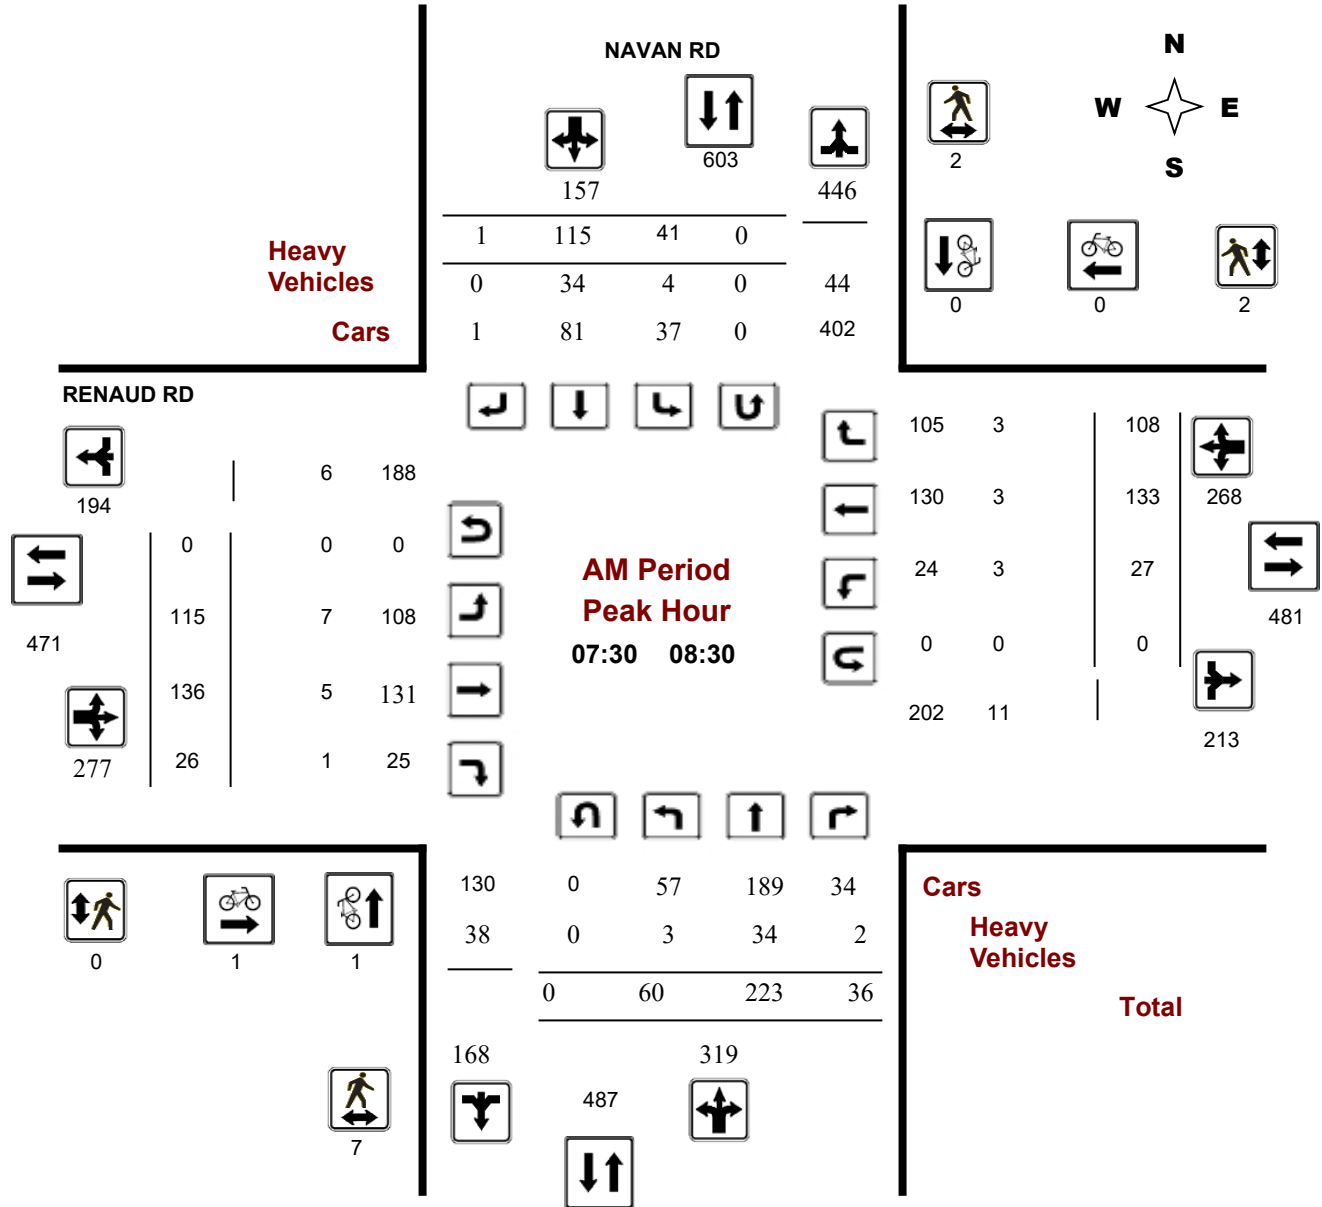 NAVAN RD
N
W E
S
603
2
157
446
1 115 41 0
Heavy
Vehicles
0 34 4 0 44
0 0 2
Cars
1 81 37 0 402
RENAUD RD
105 3 108
6 188
194
130 3 133 268
0 0 0
AM Period
24 3 27
Peak Hour
115 7 108
481
471
07:30 08:30
0 0 0
136 5 131
202 11
213
277 26 1 25
130 0 57 189 34
Cars
38 0 3 34 2
Heavy
Vehicles
0 1 1
0 60 223 36
Total
168 319
487
7